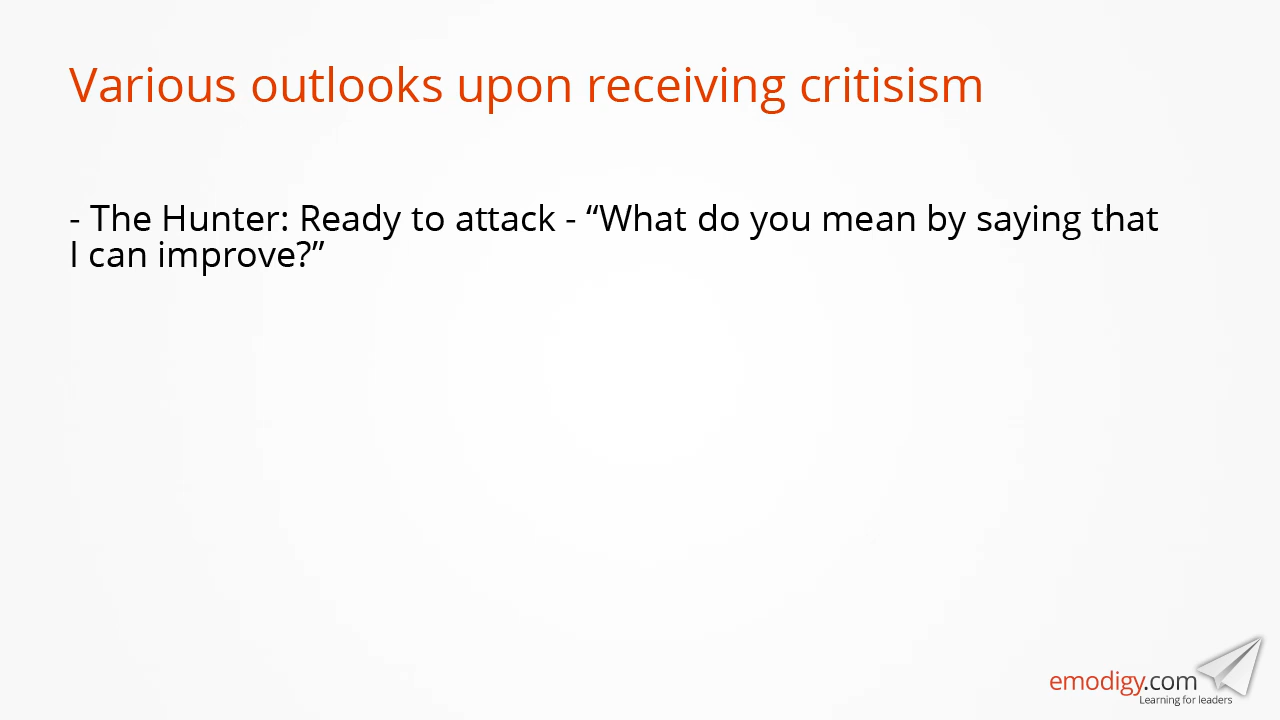 Various outlooks upon receiving critisism
- The Hunter: Ready to attack - “What do you mean by saying that
I can improve?”
emodigy.com
Learning for leaders